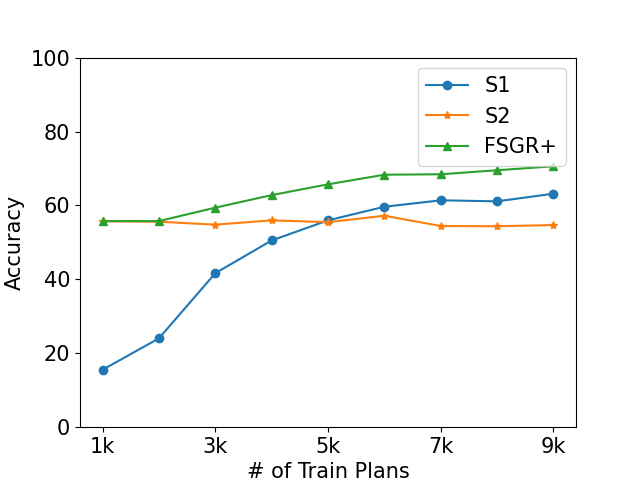 100
80
60
40
20
0
Accuracy
S1
S2
FSGR+
1k 3k 5k 7k 9k
# of Train Plans